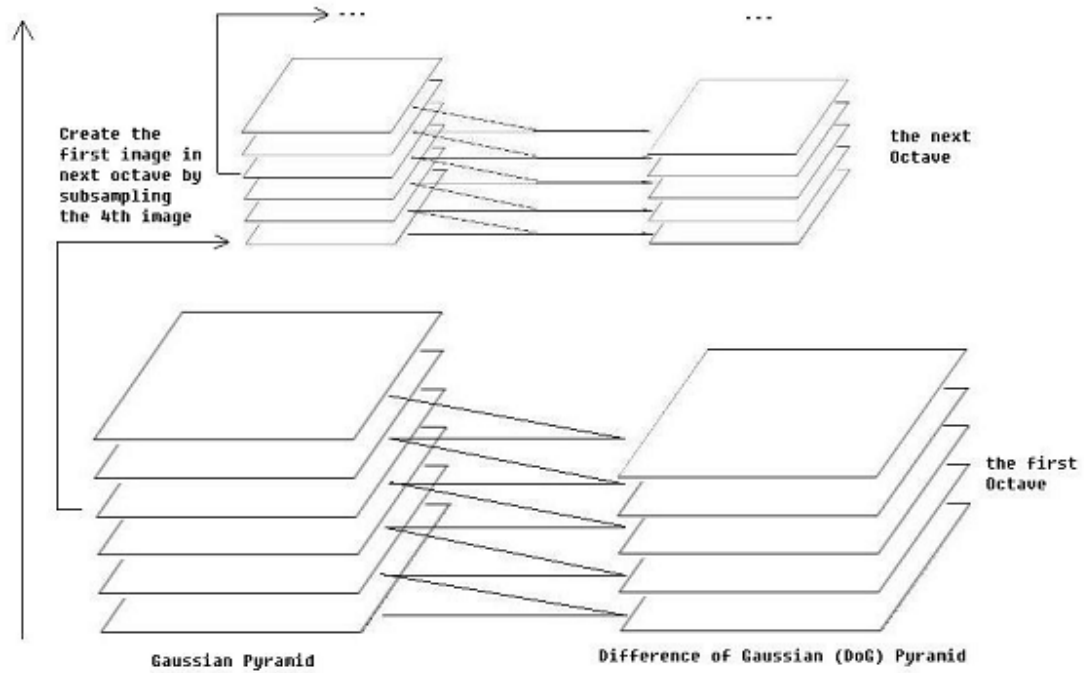 ...
...
Create the
first image in
next octave by
subsampling
the 4th image
the next
Octave
the first
Octave
Gaussian Pyramid
Difference of Gaussian (DoG) Pyramid